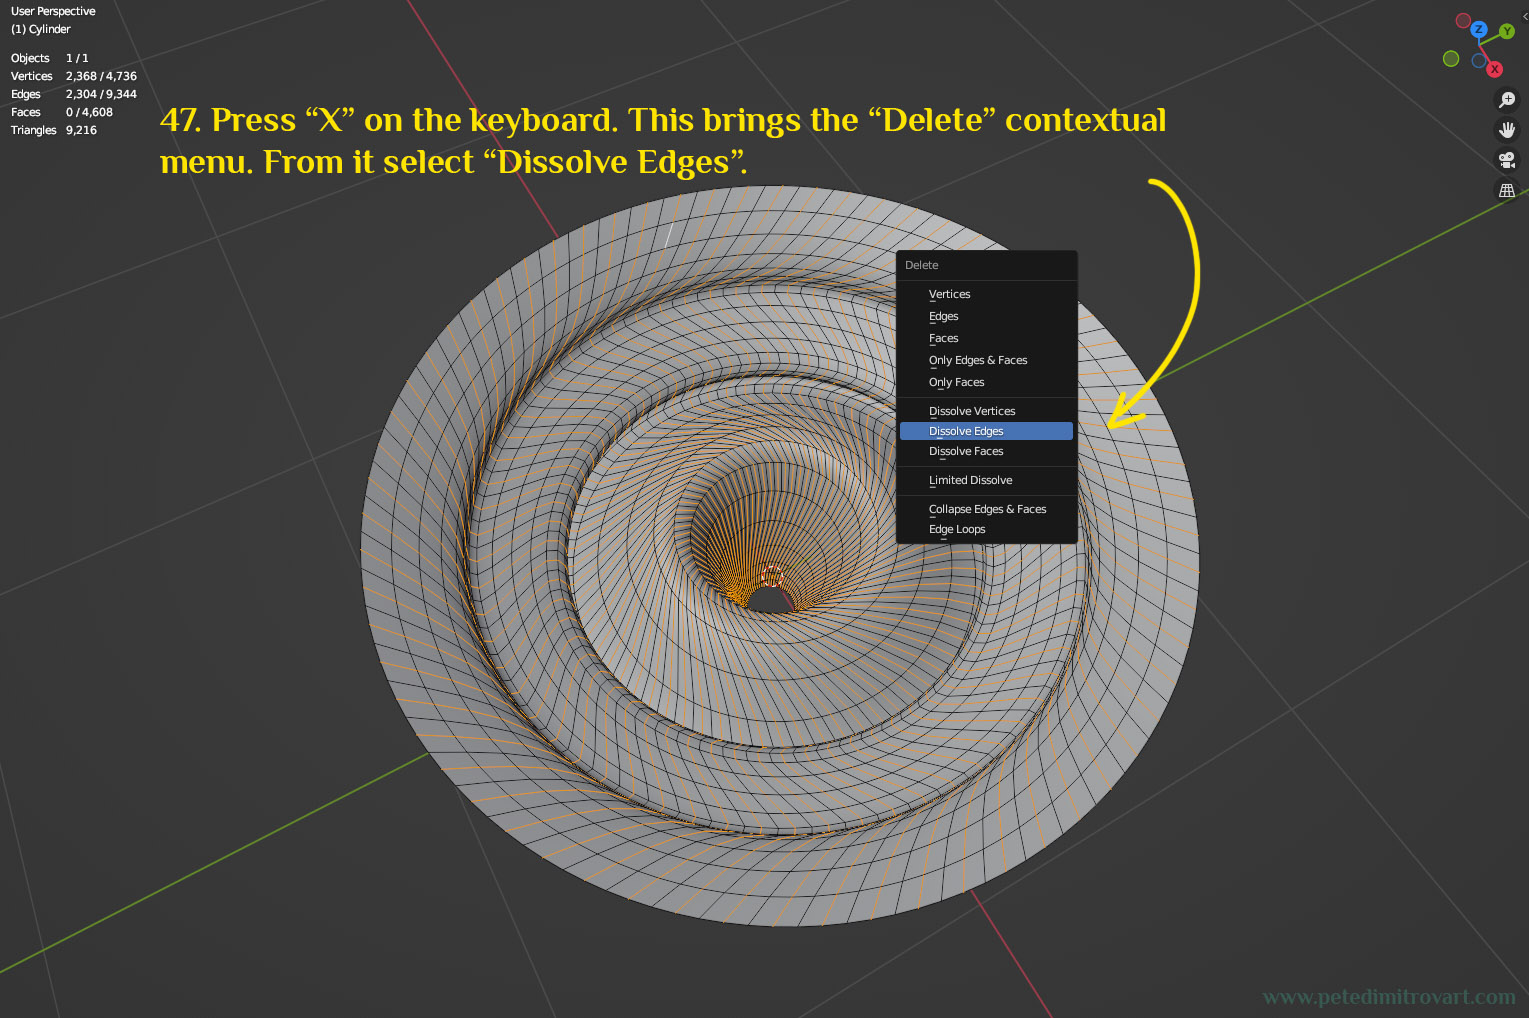 User Perspective
(1) Cylinder
Objects 1 / 1
Vertices 2,368 / 4,736
Edges 2,304 / 9,344
Faces 0 / 4,608
Triangles 9,216
47. Press “X” on the keyboard. This brings the “Delete” contextual
menu. From it select “Dissolve Edges”.
Z
Y
X
Delete
Vertices
Edges
Faces
Only Edges & Faces
Only Faces
Dissolve Vertices
Dissolve Edges
Dissolve Faces
Limited Dissolve
Collapse Edges & Faces
Edge Loops
www.petedimitrovart.com